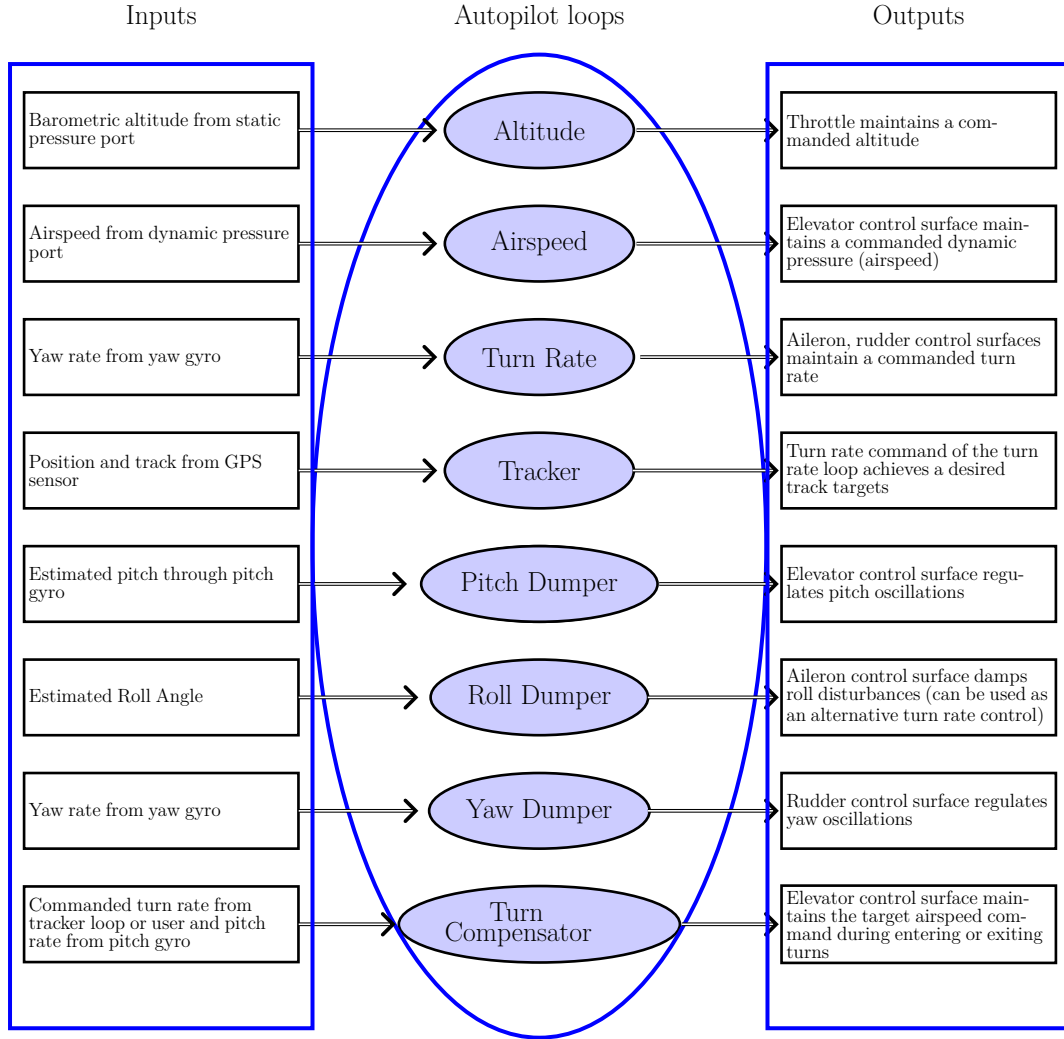 Inputs
Autopilot loops
Outputs
Barometric altitude from static
pressure port
Altitude
Throttle maintains a com-
manded altitude
Airspeed from dynamic pressure
port
Airspeed
Elevator control surface main-
tains a commanded dynamic
pressure (airspeed)
Yaw rate from yaw gyro
Turn Rate
Aileron, rudder control surfaces
maintain a commanded turn
rate
Position and track from GPS
sensor
Tracker
Turn rate command of the turn
rate loop achieves a desired
track targets
Estimated pitch through pitch
gyro
Pitch Dumper
Elevator control surface regu-
lates pitch oscillations
Estimated Roll Angle
Roll Dumper
Aileron control surface damps
roll disturbances (can be used as
an alternative turn rate control)
Yaw rate from yaw gyro
Yaw Dumper
Rudder control surface regulates
yaw oscillations
Commanded turn rate from
tracker loop or user and pitch
rate from pitch gyro
Turn
Compensator
Elevator control surface main-
tains the target airspeed com-
mand during entering or exiting
turns